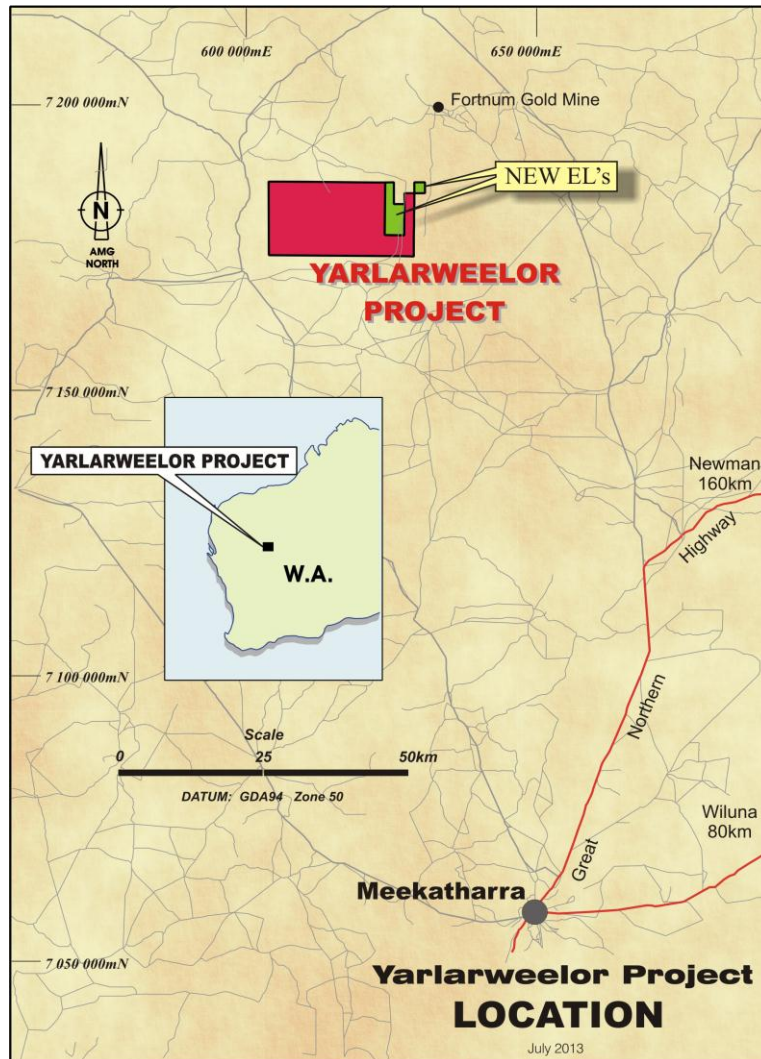 600 000mE
650 000mE
7 200 000mN
Fortnum Gold Mine
NEW EL's
N
AMG
NORTH
YARLARWEELOR
PROJECT
7 150 000mN
YARLARWEELOR PROJECT
W.A.
Newman
160km
Highway
7 100 000mN
Northern
Scale
0 25 50km
DATUM: GDA94 Zone 50
Wiluna
80km
Great
Meekatharra
7 050 000mN
Yarlarweelor Project
LOCATION
July 2013